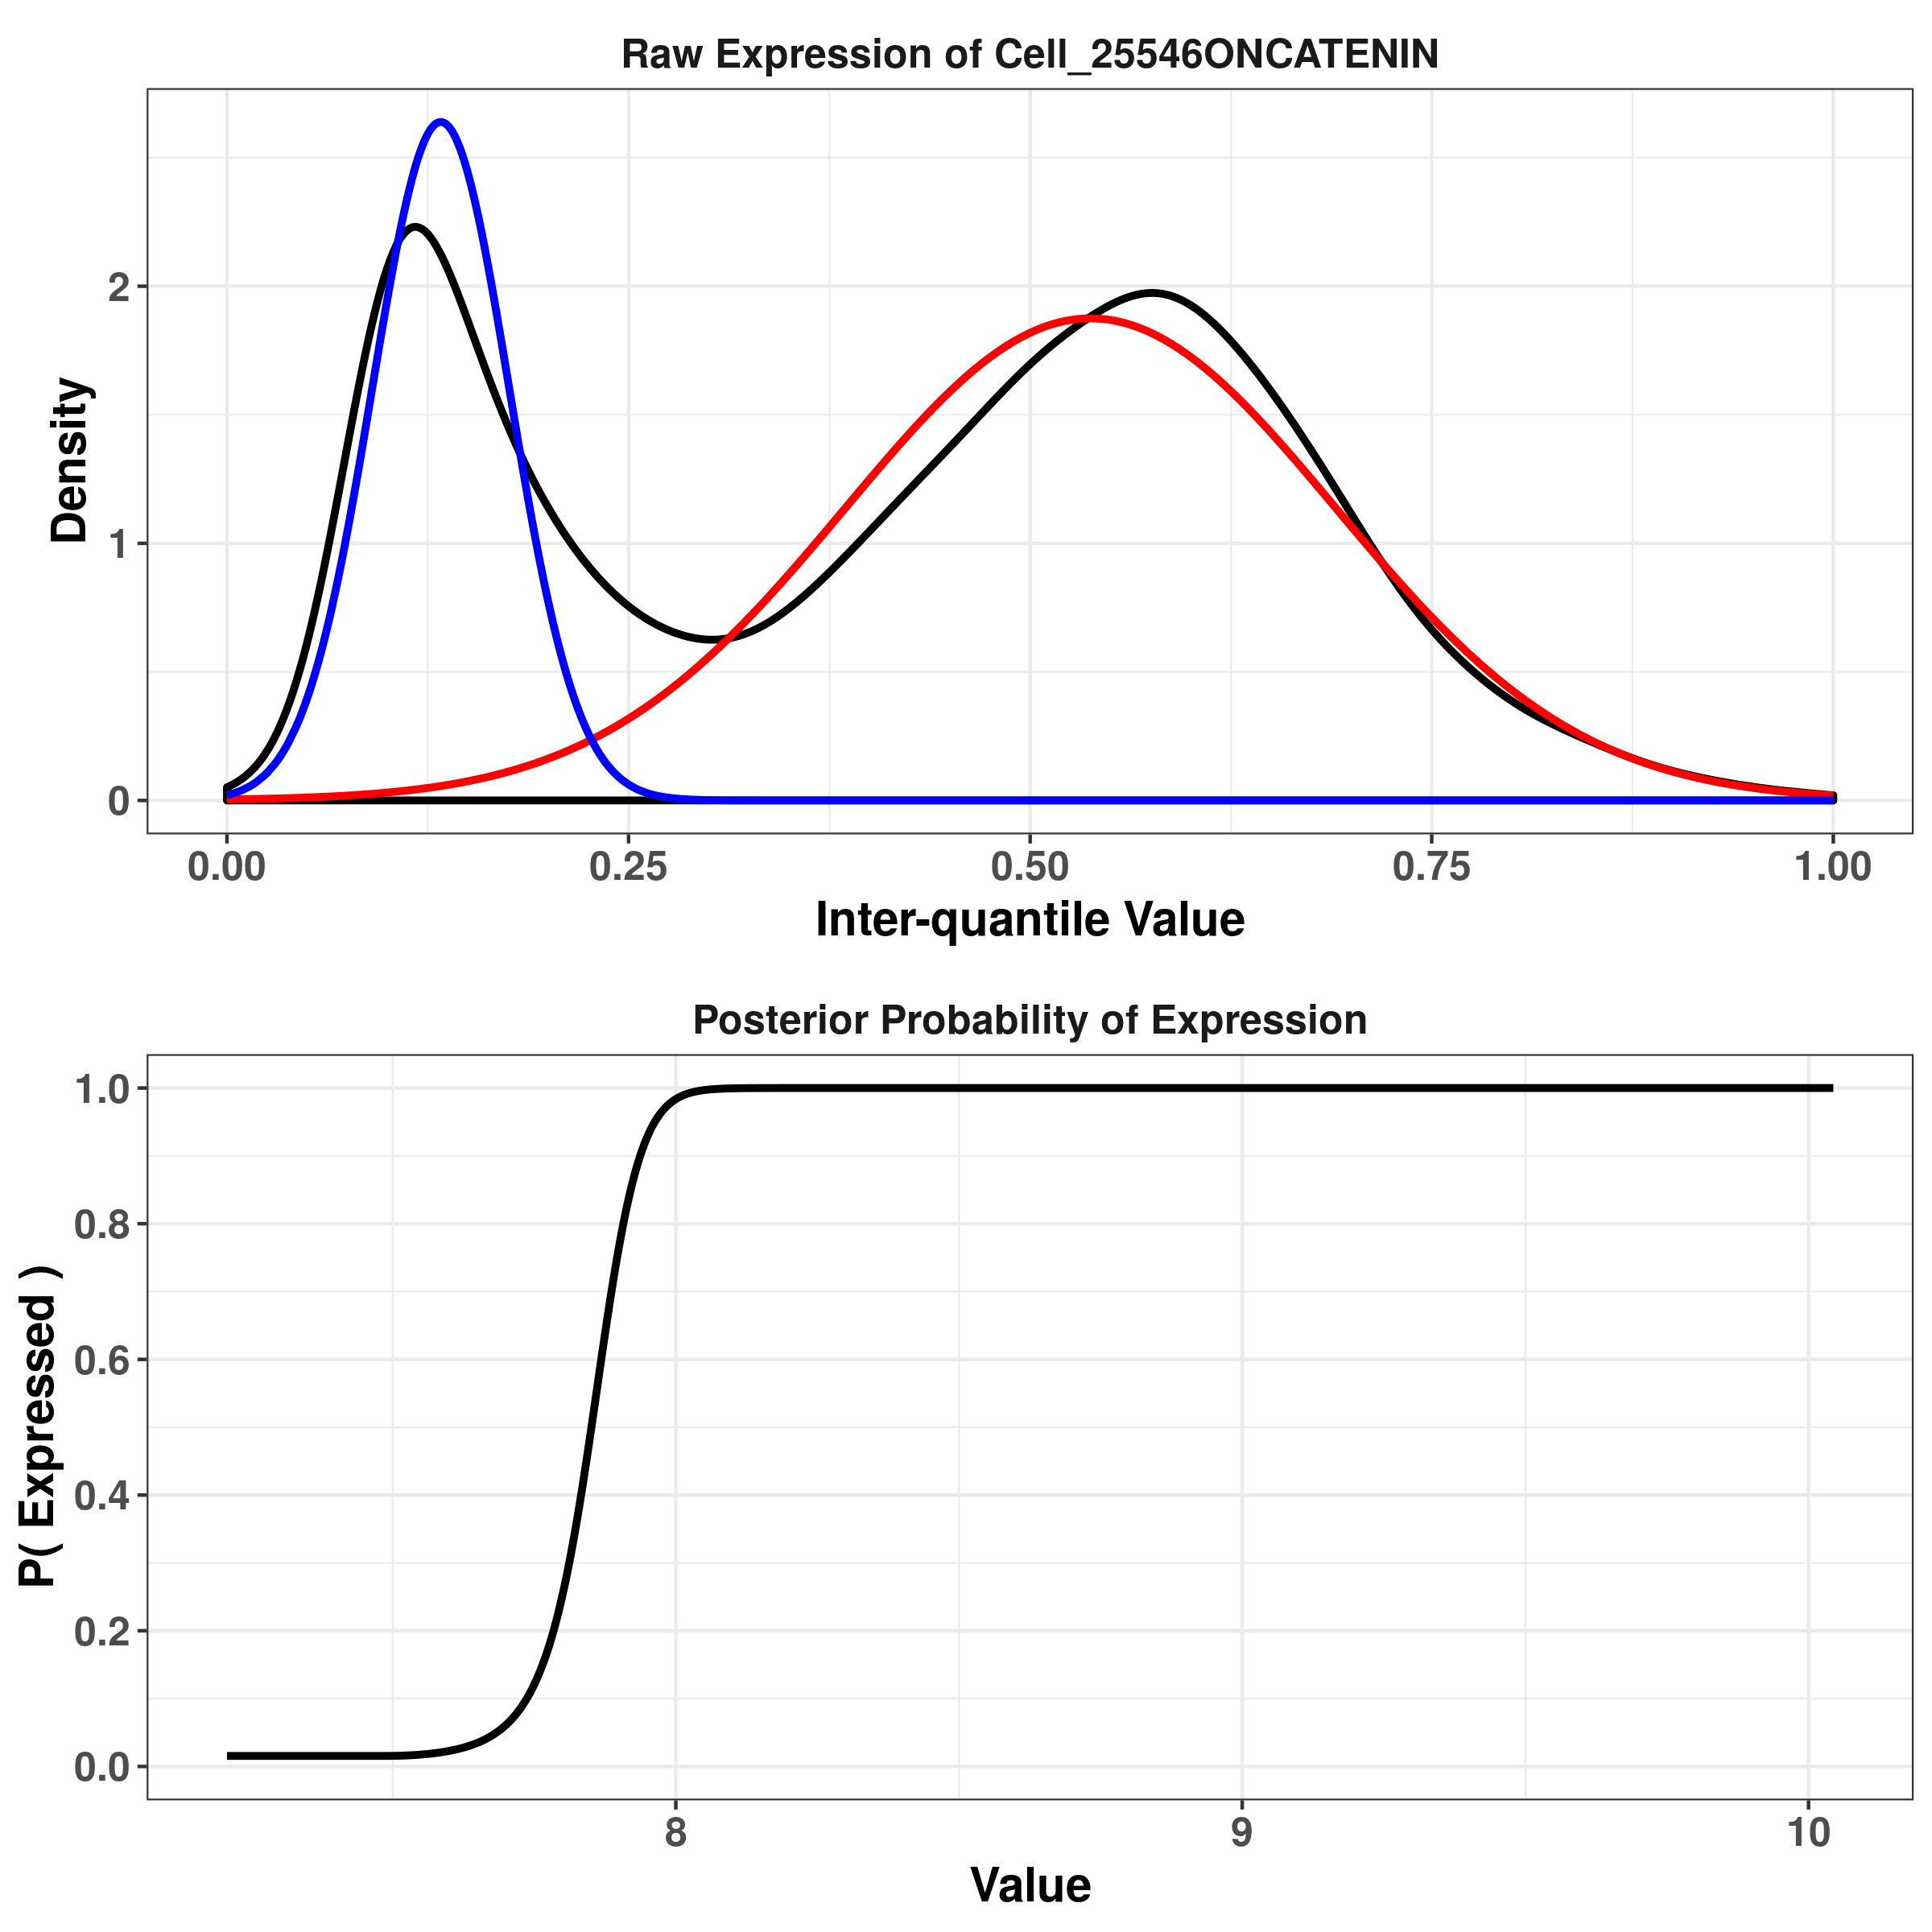 Raw Expression of Cell_25546ONCATENIN
Density
2
1
0
0.00 0.25 0.50 0.75 1.00
Inter-quantile Value
Posterior Probability of Expression
P( Expressed )
1.0
0.8
0.6
0.4
0.2
0.0
8 9 10
Value